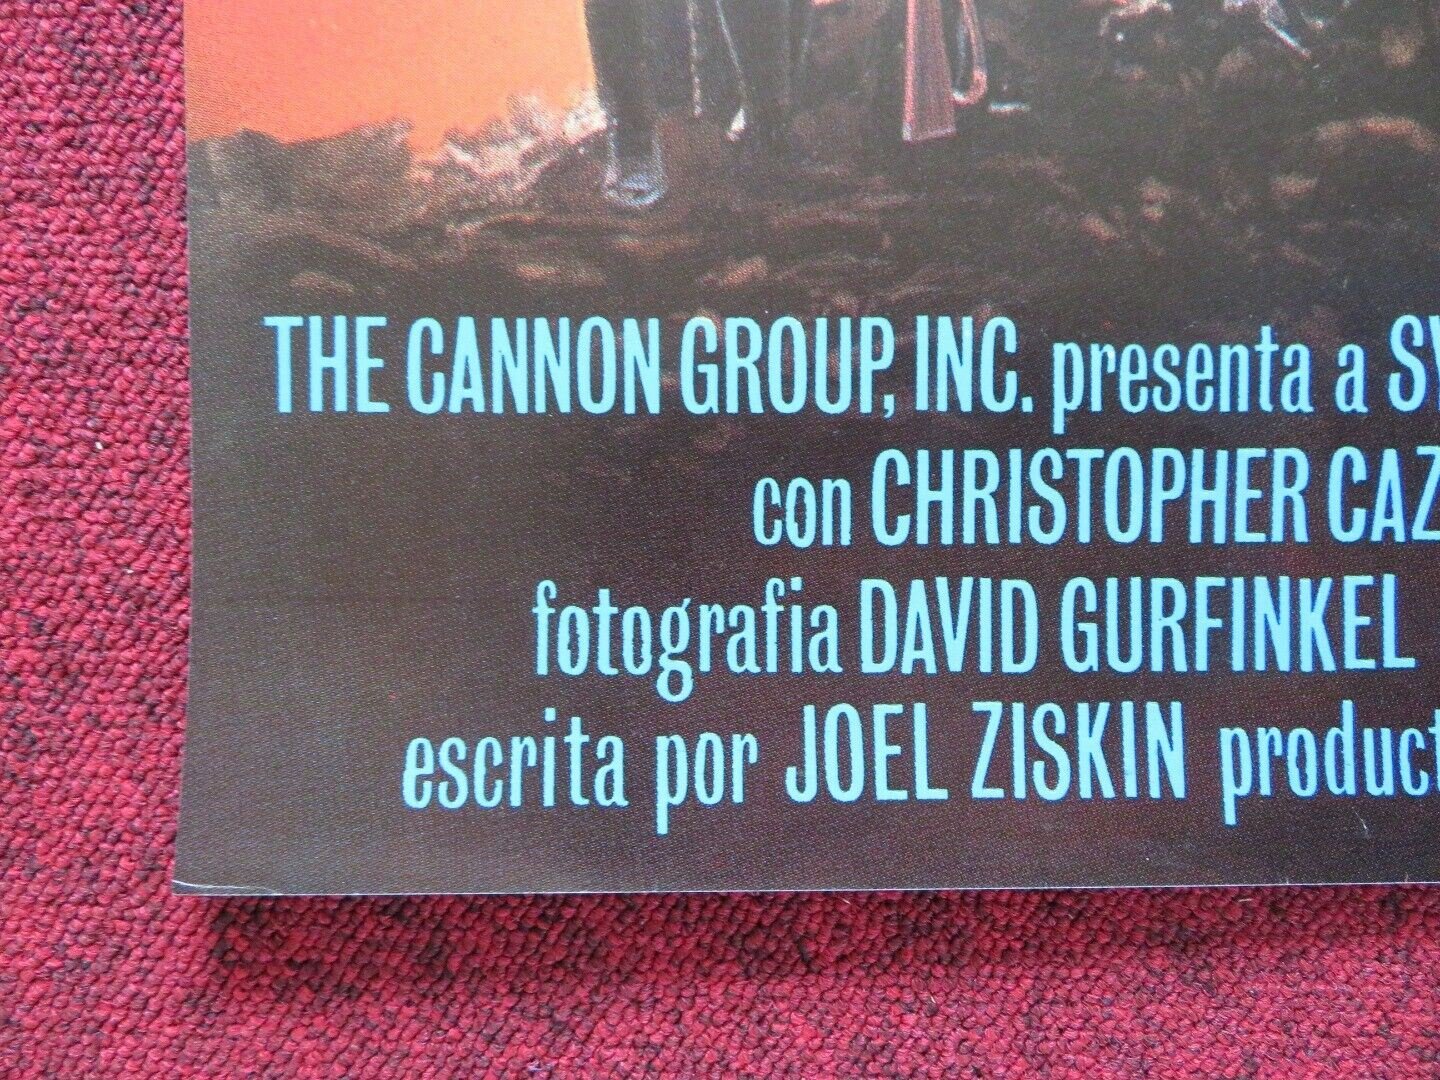 THE CANNON GROUP, INC. presenta a
con CHRISTOPHER
fotografia DAVID GURFINKEL
escrita por JOEL ZISKIN